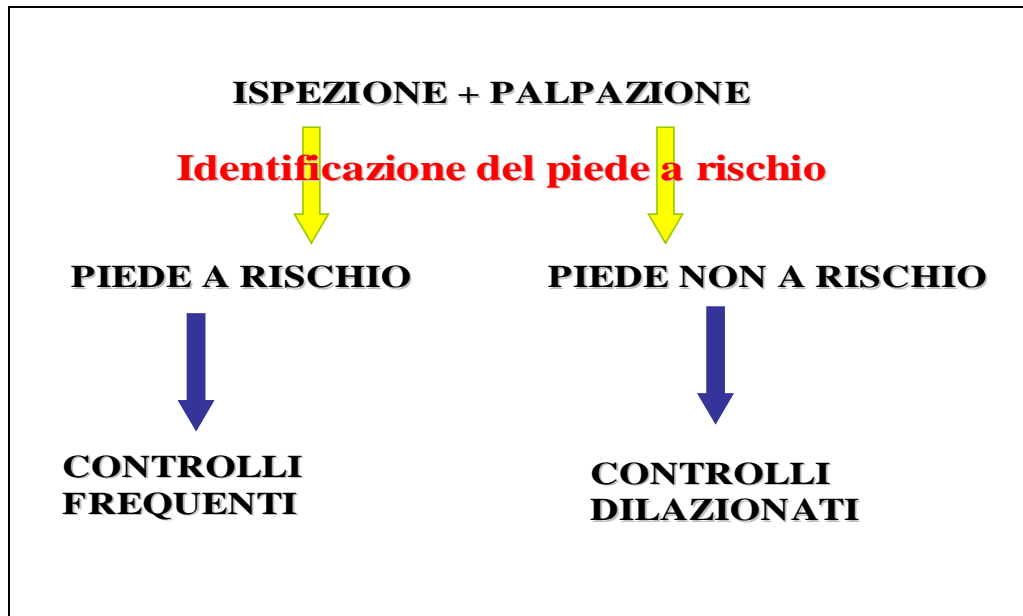 ISPEZIONE + PALPAZIONE
Identificazione del piede a rischio
PIEDE A RISCHIO
PIEDE NON A RISCHIO
CONTROLLI
FREQUENTI
CONTROLLI
DILAZIONATI